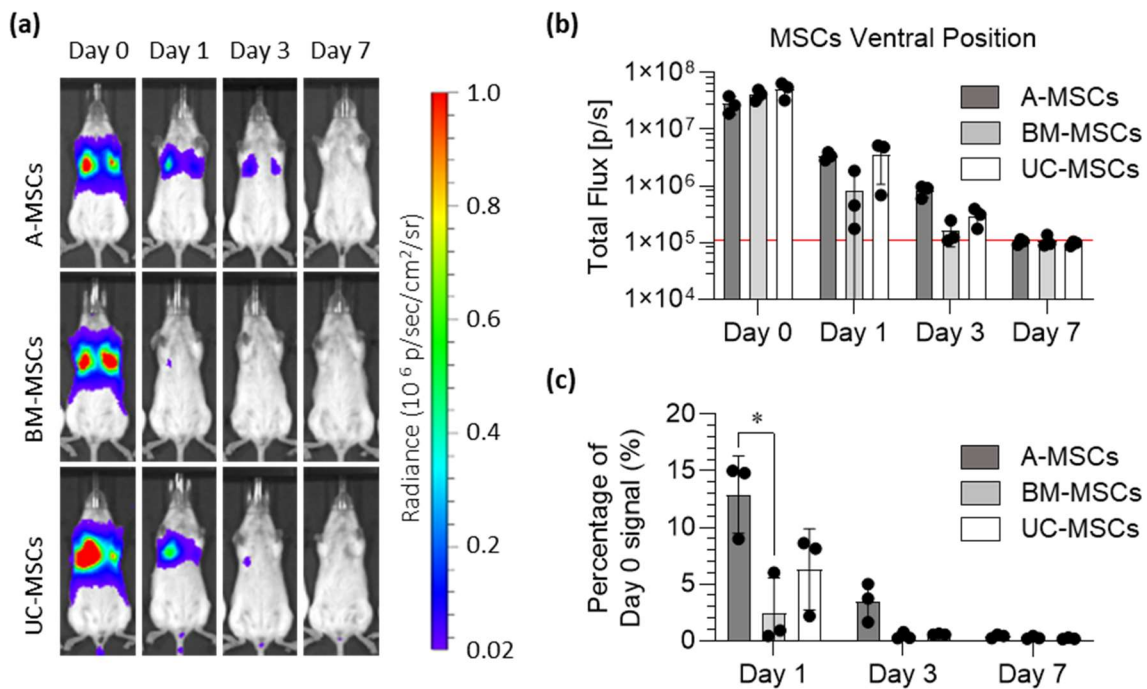 (a)
Day 0 Day 1 Day 3 Day 7
A-MSCs
BM-MSCs
UC-MSCs
1.0
0.8
0.6
0.4
0.2
0.02
Radiance (10 6 p/sec/cm²/sr)
(b)
MSCs Ventral Position
Total Flux [p/s]
1×10⁸
1×10⁷
1×10⁶
1×10⁵
1×10⁴
Day 0 Day 1 Day 3 Day 7
A-MSCs
BM-MSCs
UC-MSCs
(c)
Percentage of
Day 0 signal (%)
20
15
10
5
0
*
Day 1 Day 3 Day 7
A-MSCs
BM-MSCs
UC-MSCs